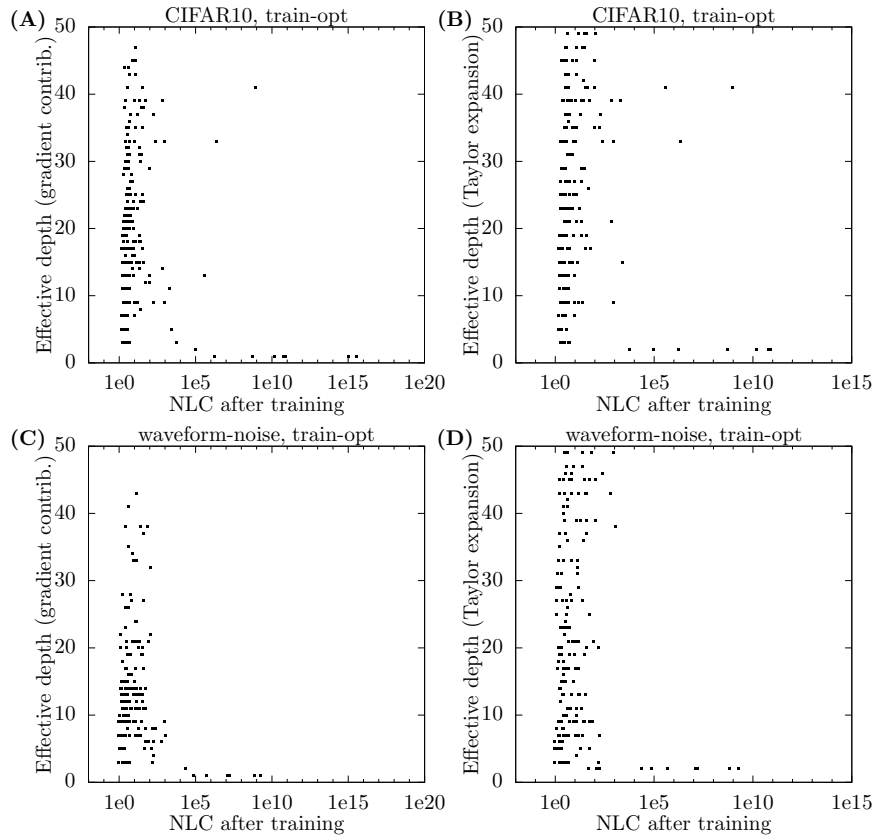 (A) CIFAR10, train-opt
Effective depth (gradient contrib.)
50
40
30
20
10
0
1e0 1e5 1e10 1e15 1e20
NLC after training
(B) CIFAR10, train-opt
Effective depth (Taylor expansion)
50
40
30
20
10
0
1e0 1e5 1e10 1e15
NLC after training
(C) waveform-noise, train-opt
Effective depth (gradient contrib.)
50
40
30
20
10
0
1e0 1e5 1e10 1e15 1e20
NLC after training
(D) waveform-noise, train-opt
Effective depth (Taylor expansion)
50
40
30
20
10
0
1e0 1e5 1e10 1e15
NLC after training